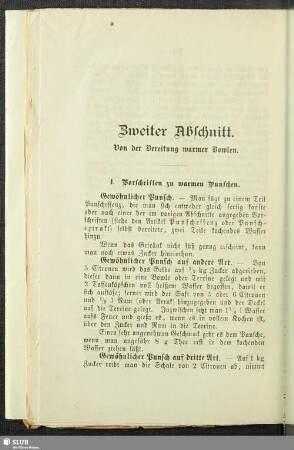 Zweiter Abschnitt.
Von der Bereitung warmer Bowlen.
1. Vorschriften zu warmen Punschen.
Gewöhnlicher Punsch. — Man fügt zu einem Teil
Punschessenz, die man sich entweder gleich fertig kaufte
oder nach einer der im vorigen Abschnitte angegebenen Vor-
schriften (siehe den Artikel Punschessenz oder Punsch-
extrakt) selbst bereitete, zwei Teile kochendes Wasser
hinzu.
Wenn das Getränk nicht süß genug erscheint, kann
man noch etwas Zucker hinzuthun.
Gewöhnlicher Punsch auf andere Art. — Von
5 Citronen wird das Gelbe auf ½ kg Zucker abgerieben,
dieser dann in eine Bowle oder Terrine gelegt und mit
2 Tassenköpfchen voll heißem Wasser begossen, damit er
sich auflöse; ferner wird der Saft von 5 oder 6 Citronen
und ½ l Rum (oder Arrak) hinzugegossen und der Deckel
auf die Terrine gelegt. Inzwischen setzt man 1½ l Wasser
aufs Feuer und gießt es, wenn es in vollem Kochen ist,
über den Zucker und Rum in die Terrine.
Einen sehr angenehmen Geschmack giebt es dem Punsche,
wenn man ungefähr 8 g Thee erst in dem kochenden
Wasser ziehen läßt.
Gewöhnlicher Punsch auf dritte Art. — Auf 1 kg
Zucker reibt man die Schale von 2 Citronen ab, nimmt
SLUB